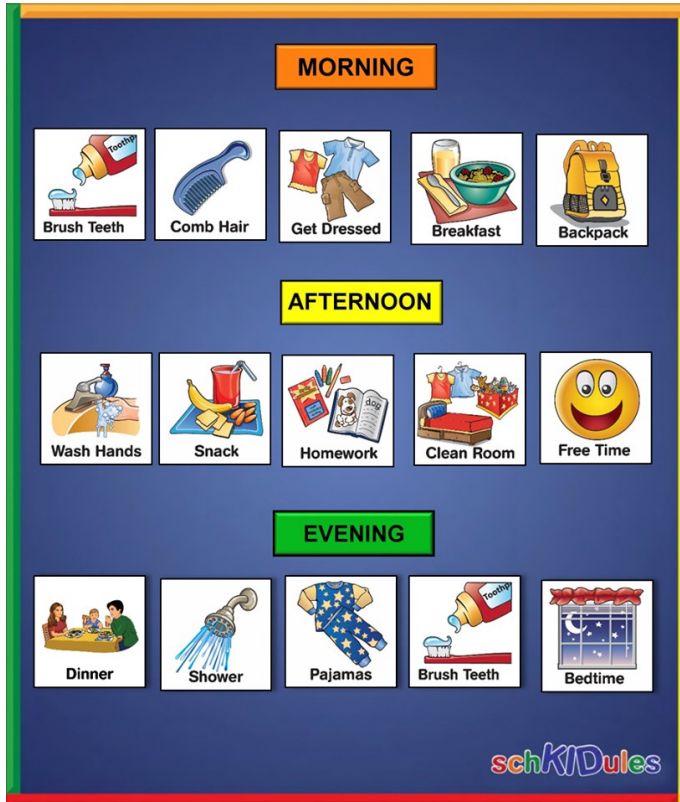 MORNING
Toothp
Brush Teeth
Comb Hair
Get Dressed
Breakfast
Backpack
AFTERNOON
Wash Hands
Snack
dog
Homework
Clean Room
Free Time
EVENING
Dinner
Shower
Pajamas
Toothp
Brush Teeth
Bedtime
schKIDules